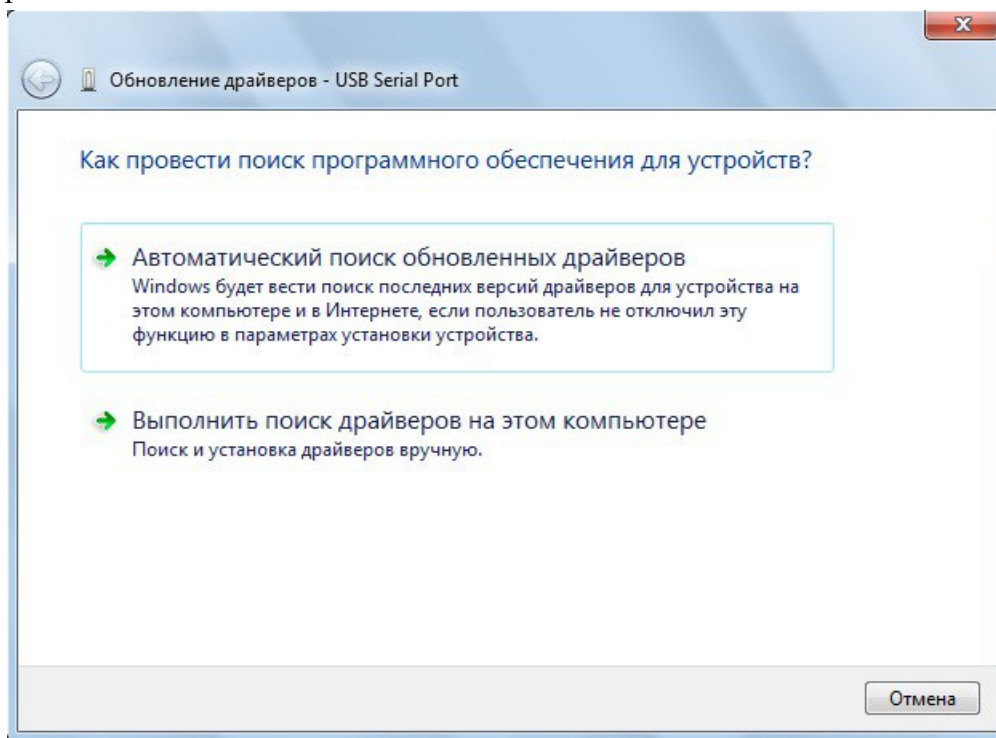 x
Обновление драйверов - USB Serial Port
Как провести поиск программного обеспечения для устройств?
Автоматический поиск обновленных драйверов
Windows будет вести поиск последних версий драйверов для устройства на
этом компьютере и в Интернете, если пользователь не отключил эту
функцию в параметрах установки устройства.
Выполнить поиск драйверов на этом компьютере
Поиск и установка драйверов вручную.
Отмена